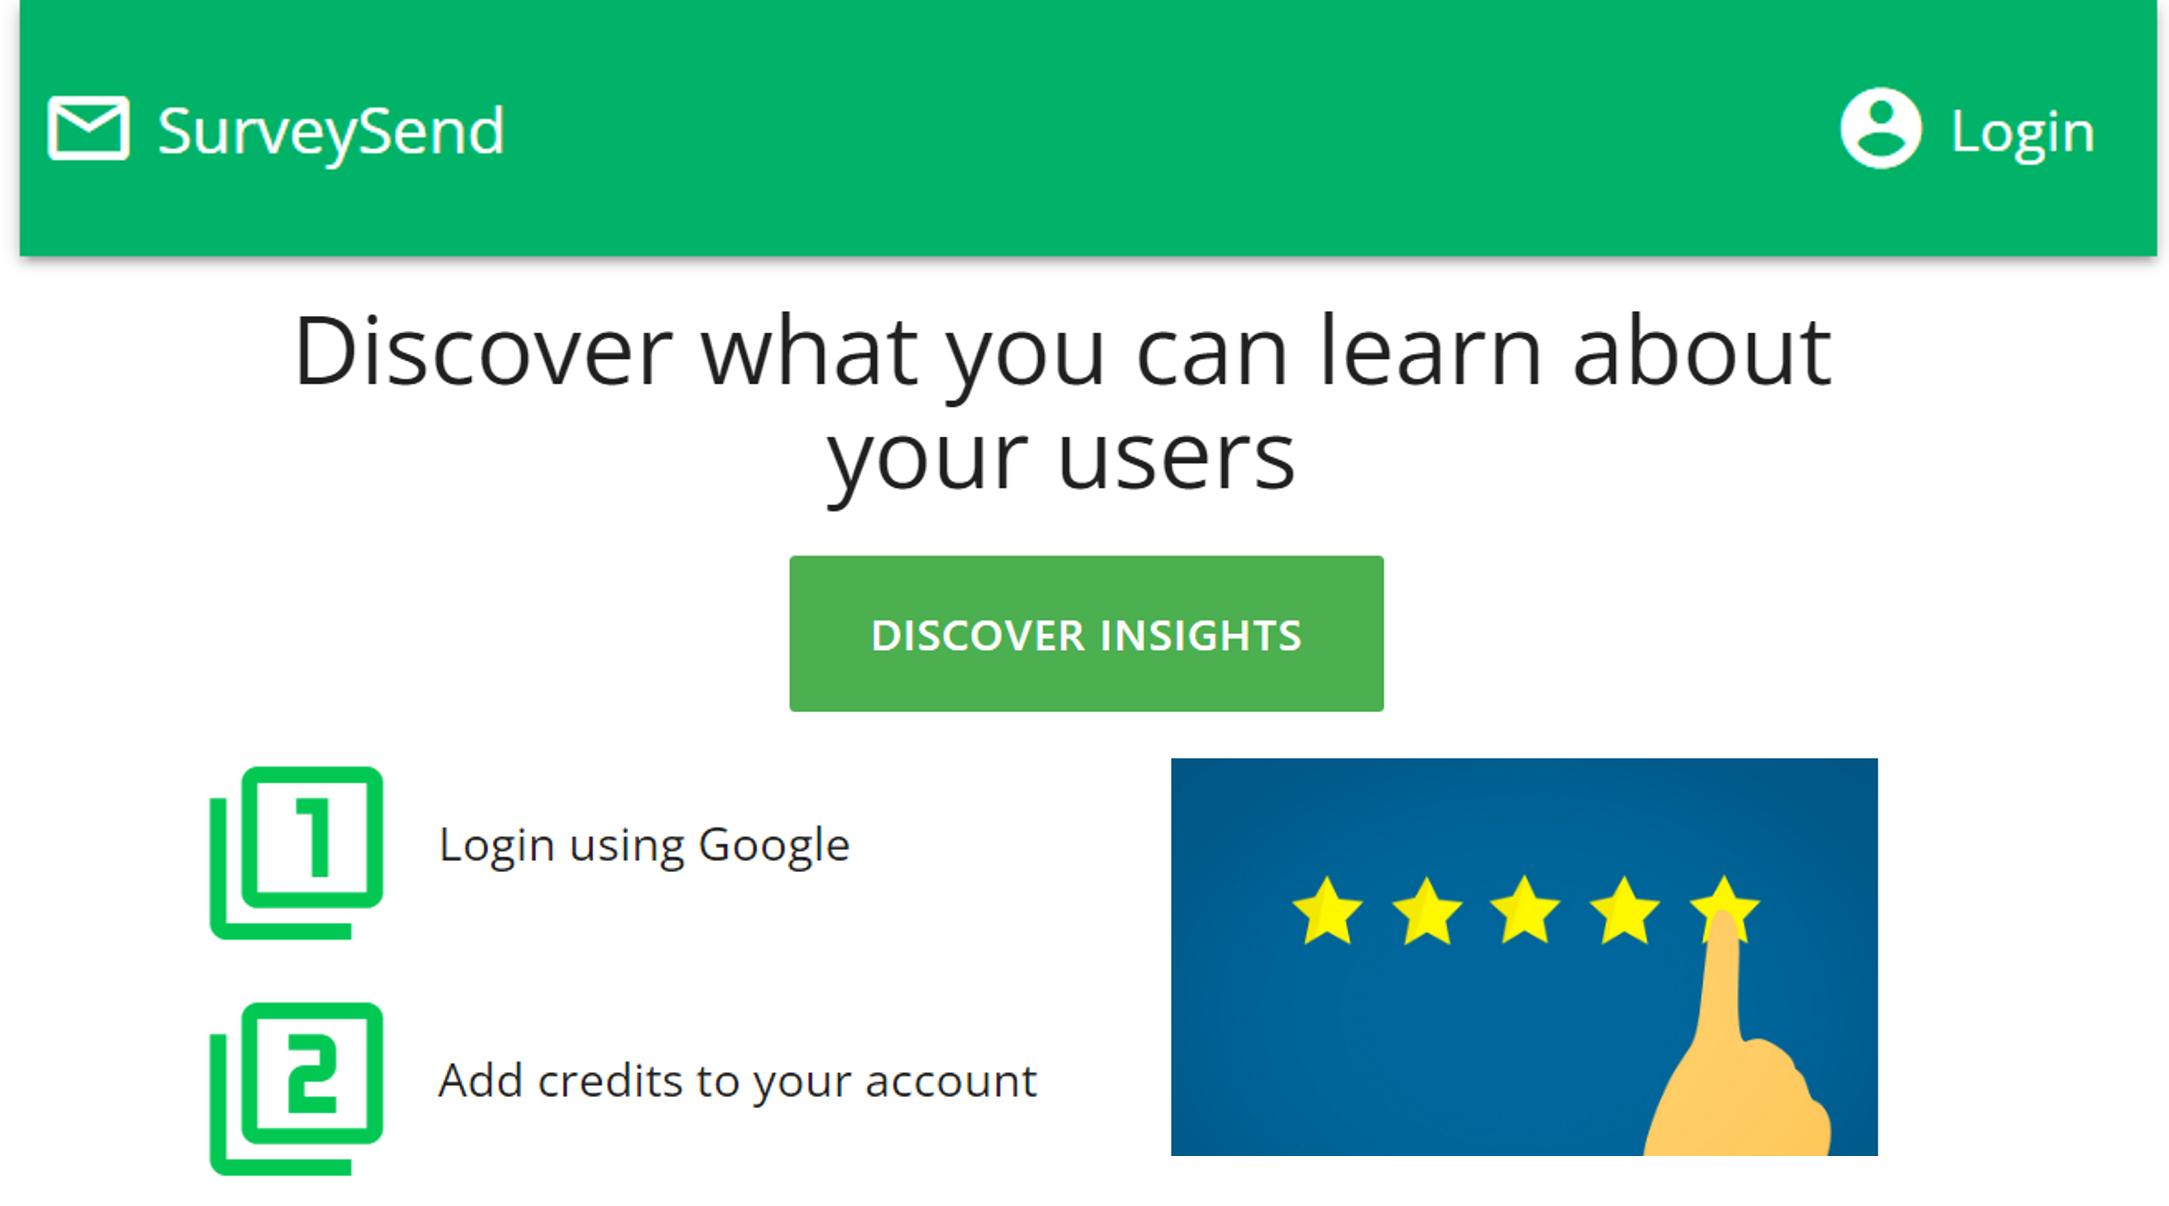 SurveySend
Login
Discover what you can learn about
your users
DISCOVER INSIGHTS
1
Login using Google
2
Add credits to your account